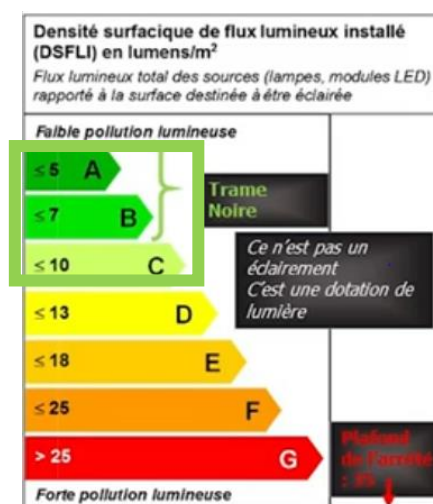 Densité surfacique de flux lumineux installé
(DSFLI) en lumens/m²
Flux lumineux total des sources (lampes, modules LED)
rapporté à la surface destinée à être éclairée
Faible pollution lumineuse
≤ 5 A
≤ 7 B
Trame
Noire
≤ 10 C
Ce n'est pas un
éclairement
C'est une dotation de
lumière
≤ 13 D
≤ 18 E
≤ 25 F
> 25 G
Plafond
de l'arrêté
: 35
Forte pollution lumineuse